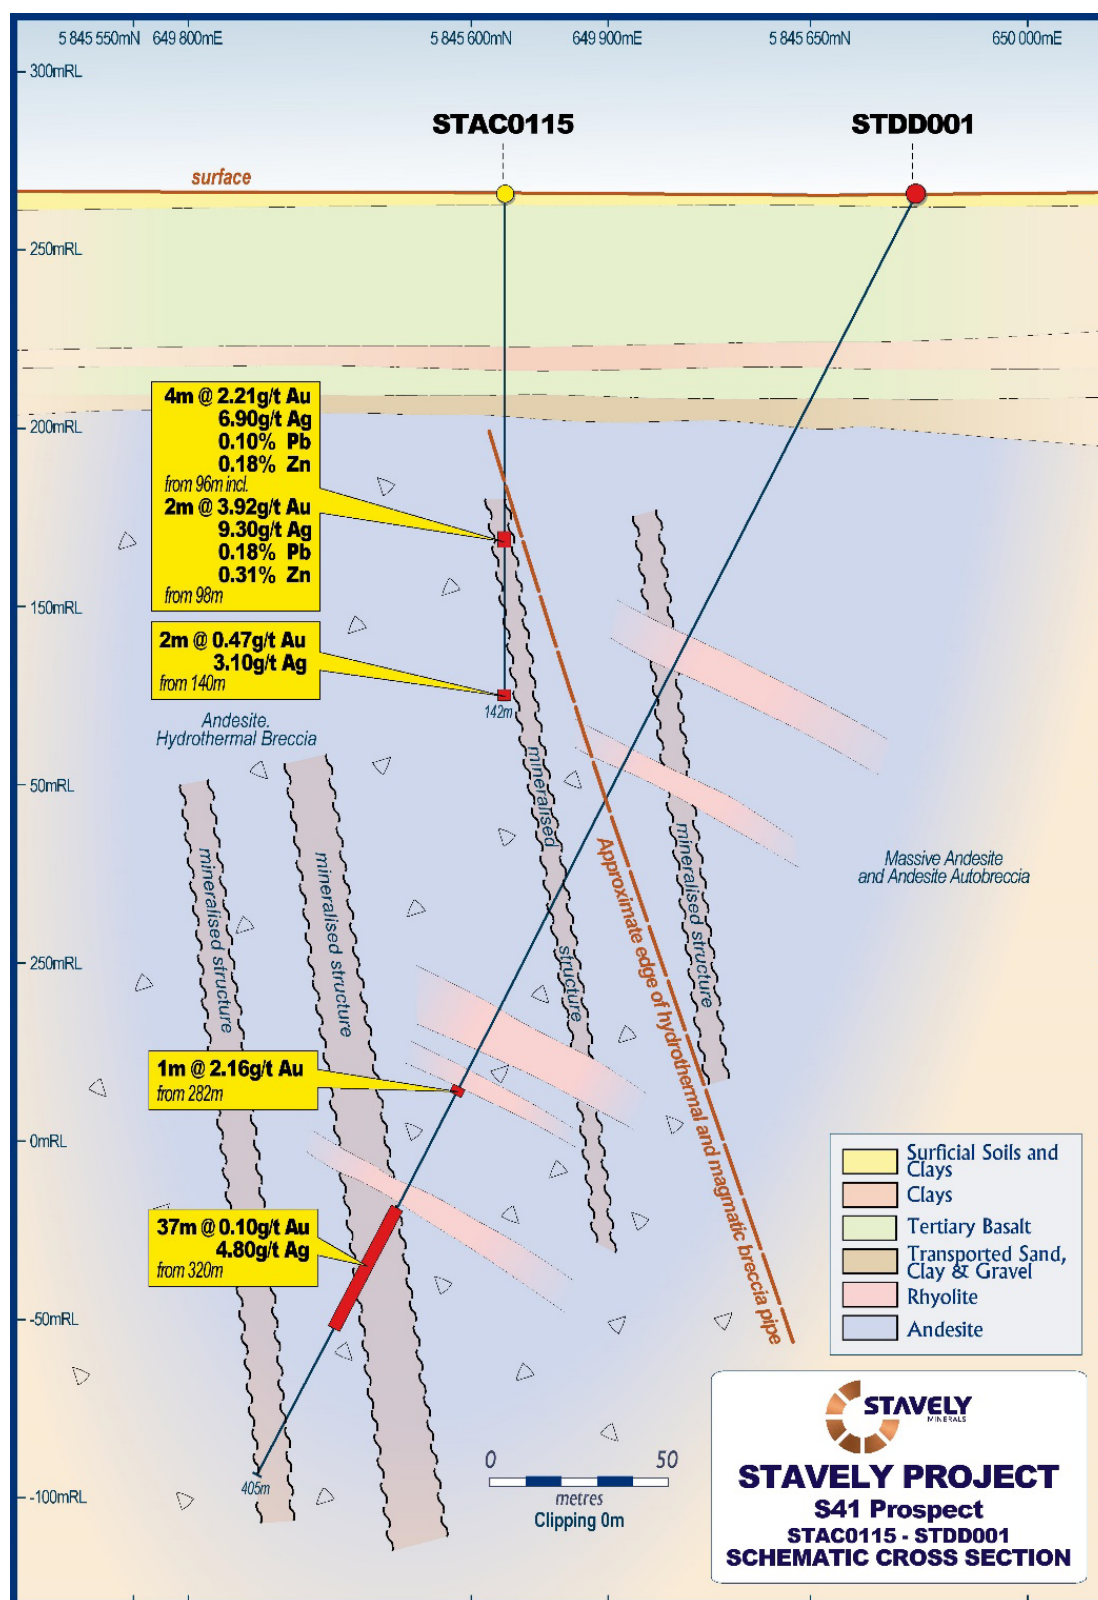 5 845 550mN 649 800mE 5 845 600mN 649 900mE 5 845 650mN 650 000mE
300mRL
STAC0115 STDD001
surface
250mRL
200mRL
4m @ 2.21g/t Au
6.90g/t Ag
0.10% Pb
0.18% Zn
from 96m incl.
2m @ 3.92g/t Au
9.30g/t Ag
0.18% Pb
0.31% Zn
from 98m
150mRL
2m @ 0.47g/t Au
3.10g/t Ag
from 140m
142m
Andesite.
Hydrothermal Breccia
50mRL
mineralised structure
mineralised structure
mineralised structure
mineralised structure
Approximate edge of hydrothermal and magmatic breccia pipe
Massive Andesite
and Andesite Autobreccia
250mRL
1m @ 2.16g/t Au
from 282m
0mRL
37m @ 0.10g/t Au
4.80g/t Ag
from 320m
-50mRL
405m
-100mRL
0 50
metres
Clipping 0m
Surficial Soils and
Clays
Clays
Tertiary Basalt
Transported Sand,
Clay & Gravel
Rhyolite
Andesite
STAVELY
MINERALS
STAVELY PROJECT
S41 Prospect
STAC0115 - STDD001
SCHEMATIC CROSS SECTION